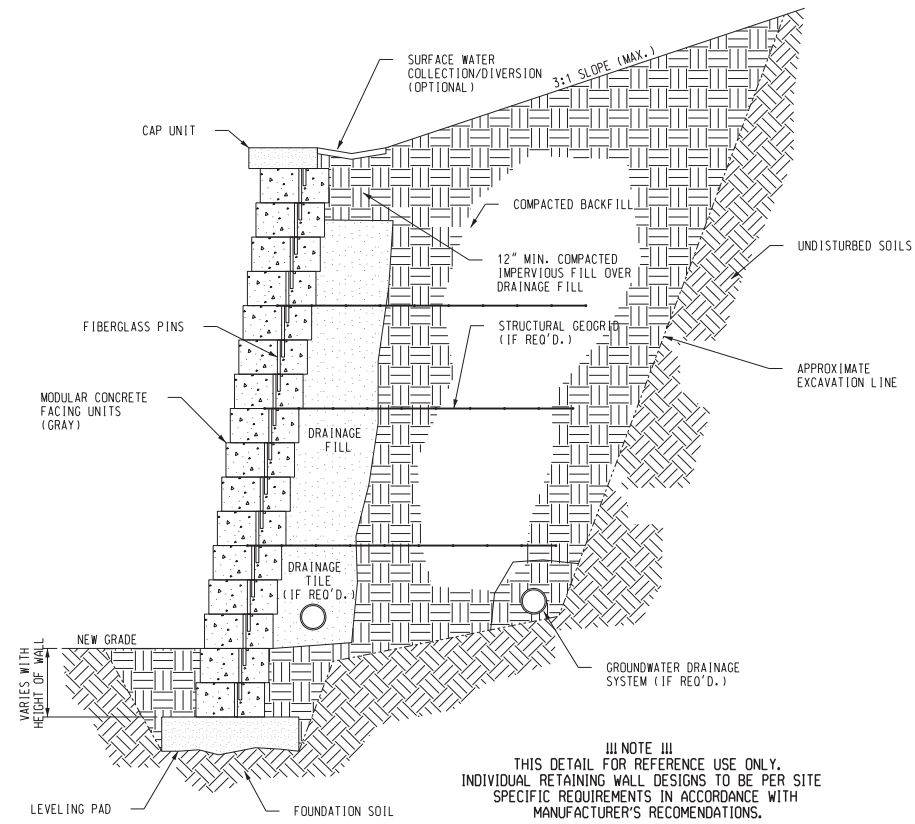 SURFACE WATER
COLLECTION/DIVERSION
(OPTIONAL)
3:1 SLOPE (MAX.)
CAP UNIT
COMPACTED BACKFILL
UNDISTURBED SOILS
12" MIN. COMPACTED
IMPERVIOUS FILL OVER
DRAINAGE FILL
FIBERGLASS PINS
STRUCTURAL GEOGRID
(IF REQ'D.)
APPROXIMATE
EXCAVATION LINE
MODULAR CONCRETE
FACING UNITS
(GRAY)
DRAINAGE
FILL
DRAINAGE
TILE
(IF REQ'D.)
NEW GRADE
VARIES WITH
HEIGHT OF WALL
GROUNDWATER DRAINAGE
SYSTEM (IF REQ'D.)
LEVELING PAD
FOUNDATION SOIL
!!! NOTE !!!
THIS DETAIL FOR REFERENCE USE ONLY.
INDIVIDUAL RETAINING WALL DESIGNS TO BE PER SITE
SPECIFIC REQUIREMENTS IN ACCORDANCE WITH
MANUFACTURER'S RECOMENDATIONS.